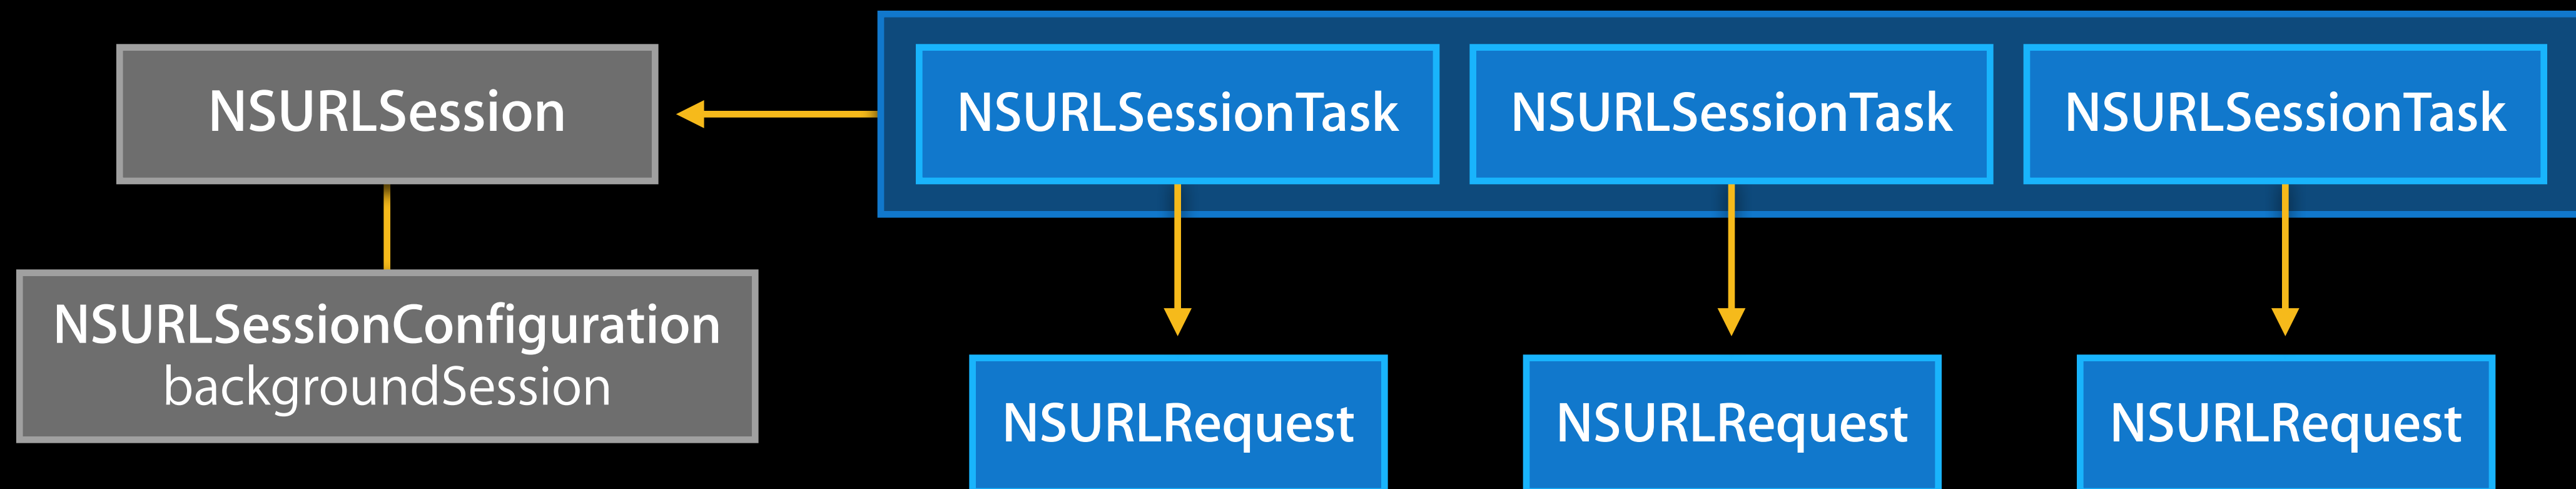 NSURLSession
NSURLSessionTask
NSURLSessionTask
NSURLSessionTask
NSURLSessionConfiguration
backgroundSession
NSURLRequest
NSURLRequest
NSURLRequest